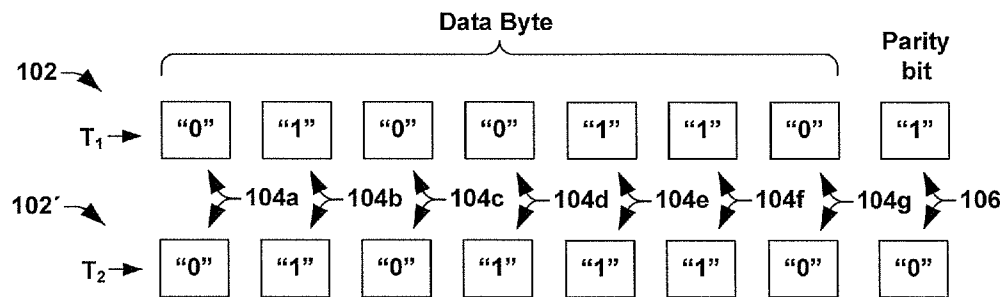 Data Byte
Parity
bit
102
T1 "0" "1" "0" "0" "1" "1" "0" "1"
102′ 104a 104b 104c 104d 104e 104f 104g 106
T2 "0" "1" "0" "1" "1" "1" "0" "0"